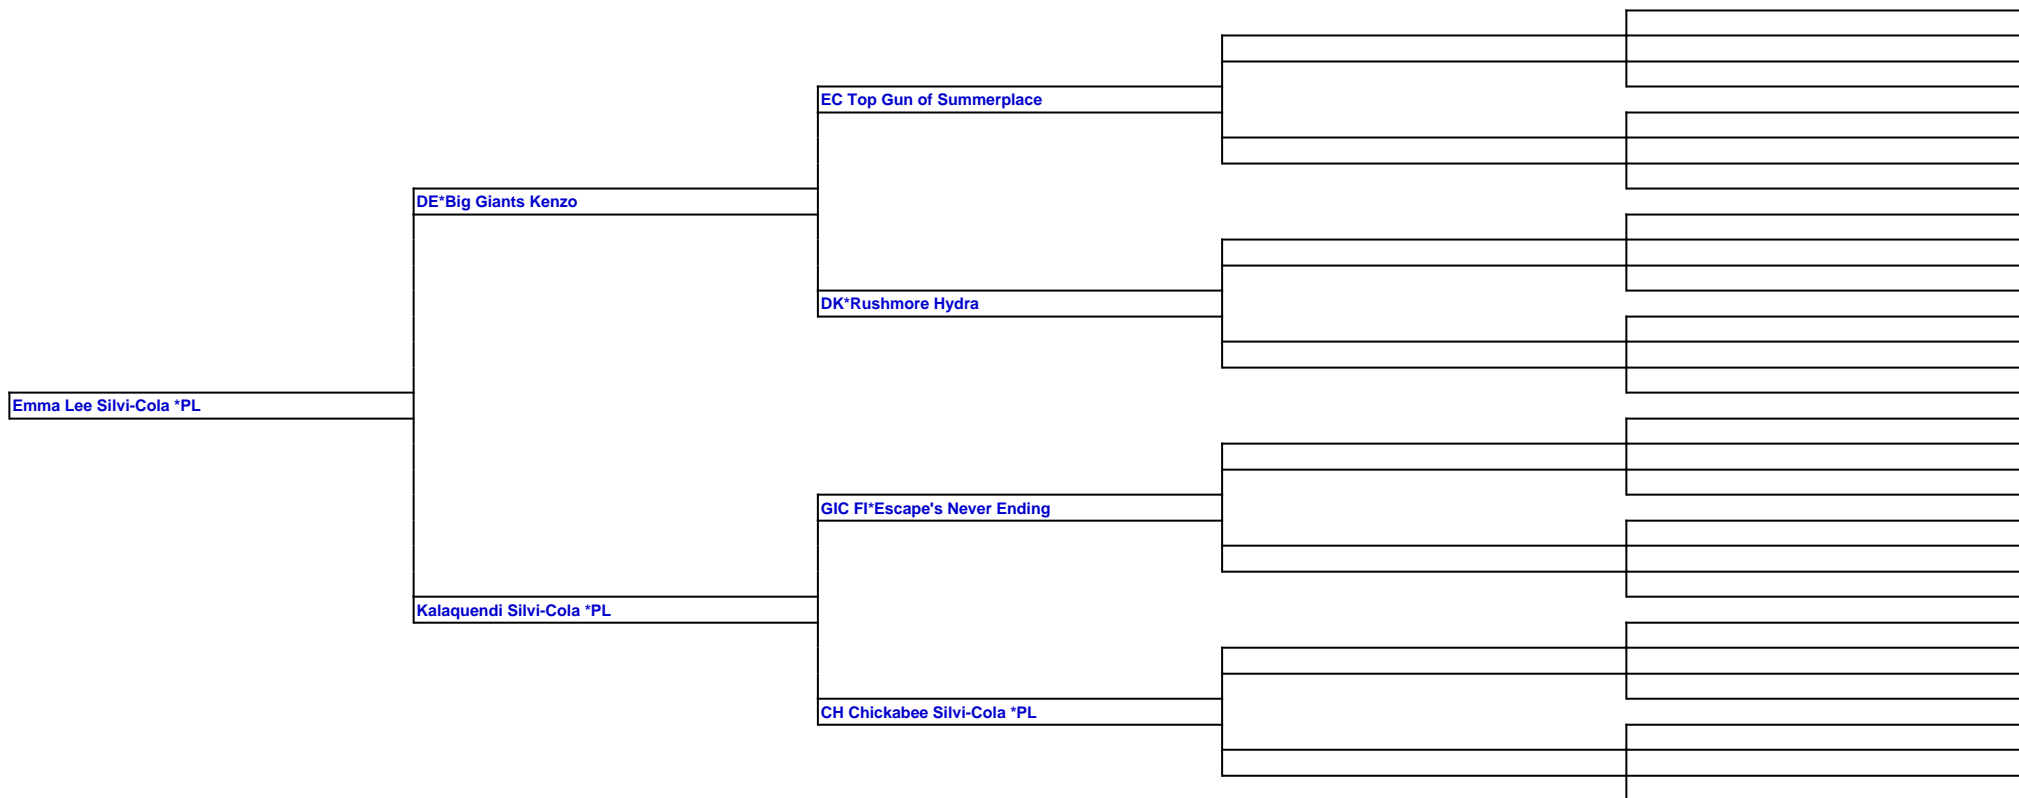 EC Top Gun of Summerplace
DE*Big Giants Kenzo
DK*Rushmore Hydra
Emma Lee Silvi-Cola *PL
GIC FI*Escape's Never Ending
Kalaquendi Silvi-Cola *PL
CH Chickabee Silvi-Cola *PL